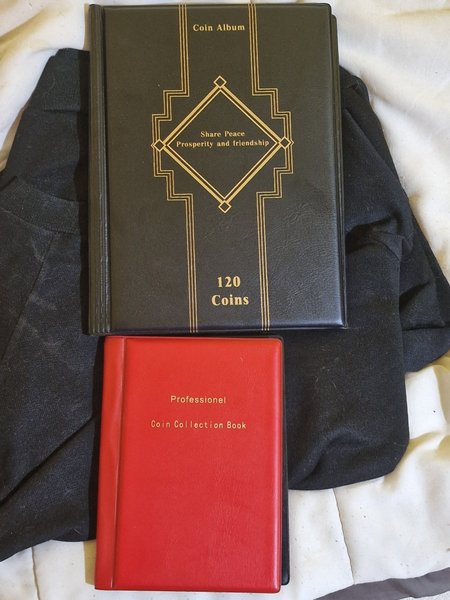 Coin Album
Share Peace
Prosperity and friendship
120
Coins
Professionel
Coin Collection Book